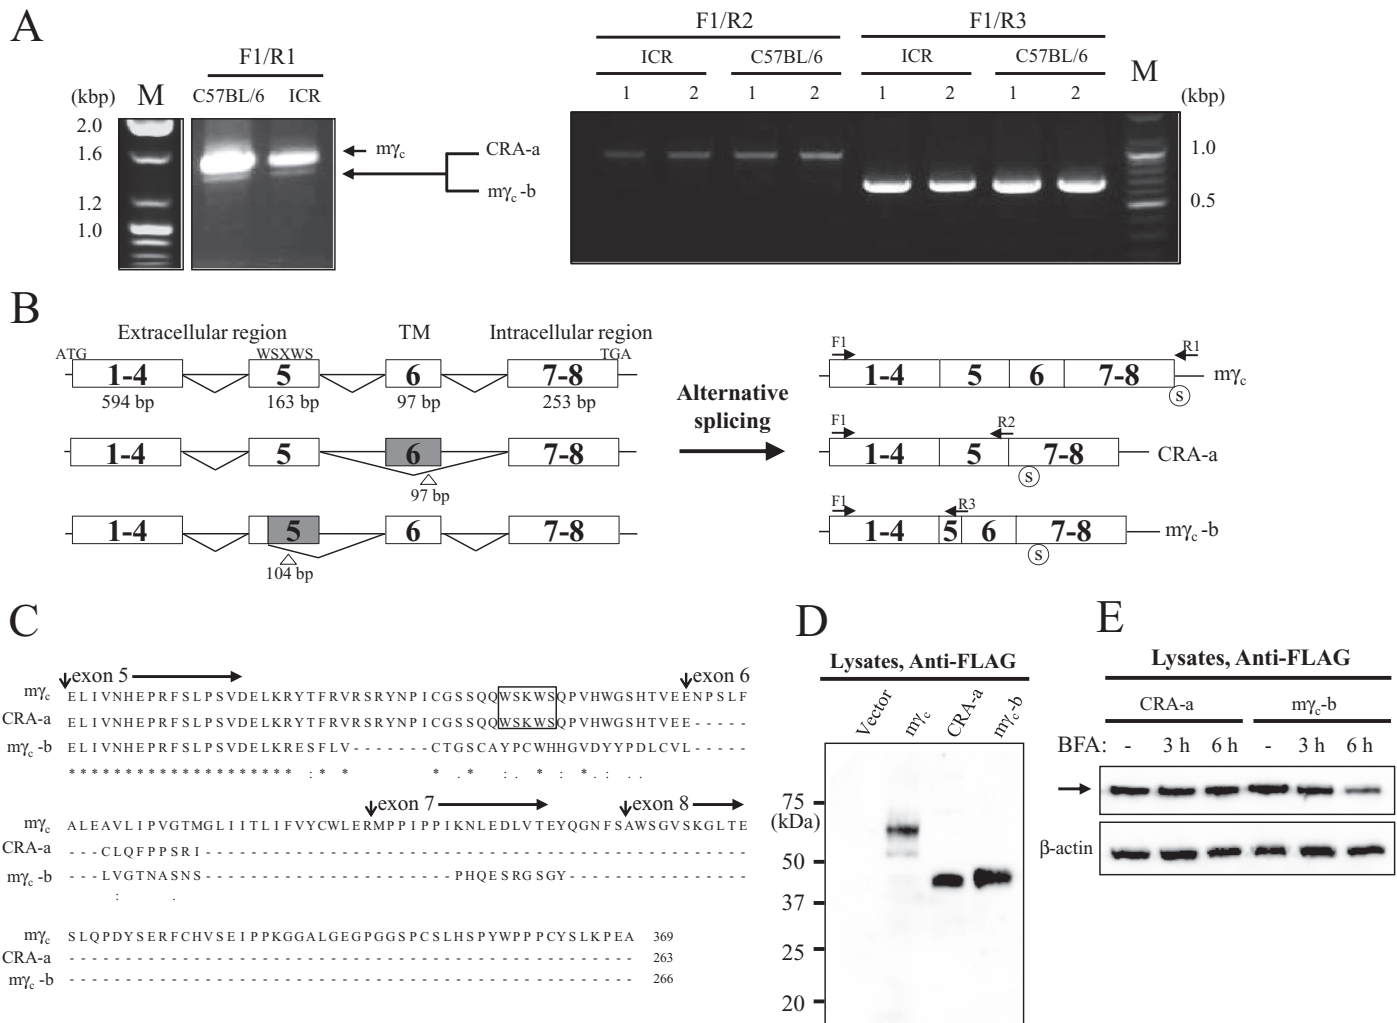 A
F1/R1
C57BL/6 ICR
(kbp) M
2.0
1.6
1.2
1.0
mγc
CRA-a
mγc-b
F1/R2 F1/R3
ICR C57BL/6 ICR C57BL/6
1 2 1 2 1 2 1 2
M
(kbp)
1.0
0.5
B
Extracellular region TM Intracellular region
ATG WSXWS TGA
1-4 5 6 7-8
594 bp 163 bp 97 bp 253 bp
1-4 5 6 7-8
97 bp
1-4 5 6 7-8
104 bp
Alternative
splicing
F1 R1
1-4 5 6 7-8 mγc
S
F1 R2
1-4 5 7-8 CRA-a
S
F1 R3
1-4 5 6 7-8 mγc-b
S
C
exon 5 exon 6
mγc ELIVNHEPRFSLPSVDELKRYTFRVRSRYNPICGSSQQWSKWSQPVHWGSHTVEENPSLF
CRA-a ELIVNHEPRFSLPSVDELKRYTFRVRSRYNPICGSSQQWSKWSQPVHWGSHTVEE-----
mγc-b ELIVNHEPRFSLPSVDELKRESFLV-------CTGSCAYPCWHHGVDYYPDLCVL-----
******************* :* * * .* :. * :*.: ..
exon 7 exon 8
mγc ALEAVLIPVGTMGLIITLIFVYCWLERMPPIPPIKNLEDLVTEYQGNFSAWSGVSKGLTE
CRA-a ---CLQFPPSRI------------------------------------------------
mγc-b ---LVGTNASNS----------------------PHQESRGSGY----------------
: .
mγc SLQPDYSERFCHVSEIPPKGGALGEGPGGSPCSLHSPYWPPPCYSLKPEA 369
CRA-a -------------------------------------------------- 263
mγc-b -------------------------------------------------- 266
D
Lysates, Anti-FLAG
Vector mγc CRA-a mγc-b
75
(kDa)
50
37
25
20
E
Lysates, Anti-FLAG
CRA-a mγc-b
BFA: - 3 h 6 h - 3 h 6 h
β-actin